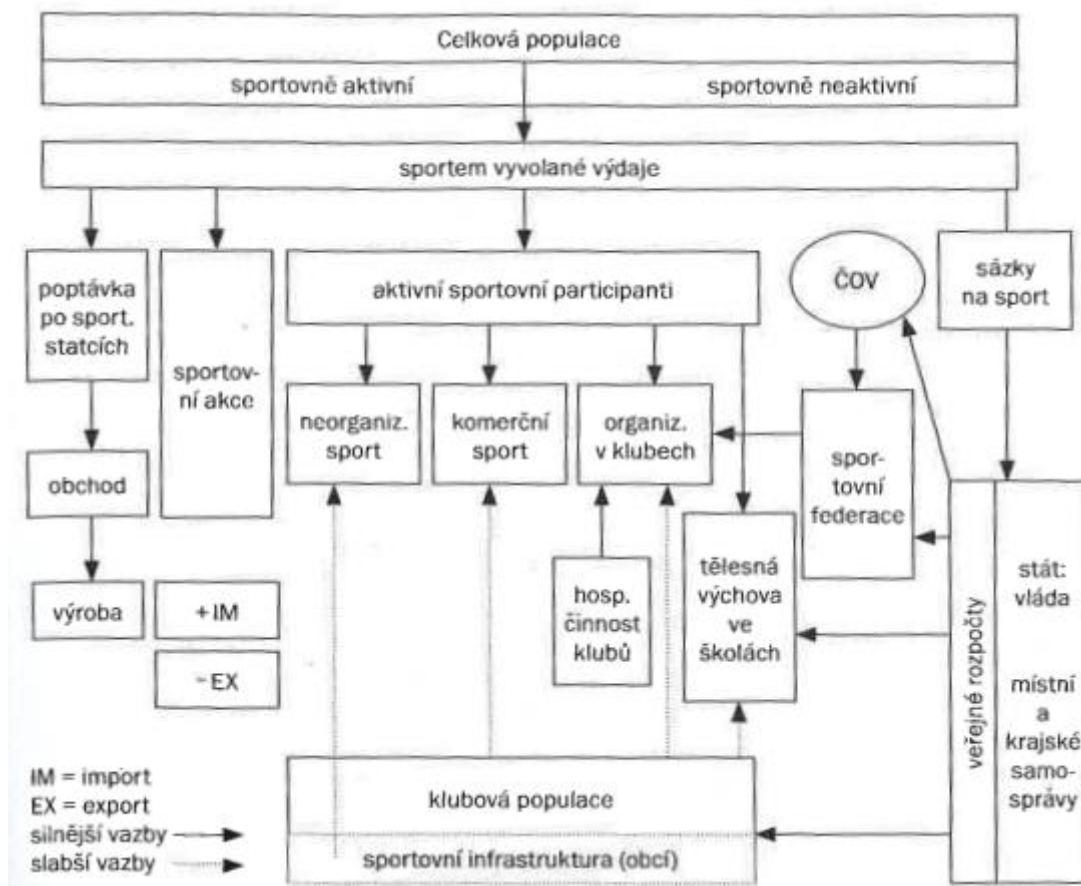 Celková populace
sportovně aktivní
sportovně neaktivní
sportem vyvolané výdaje
poptávka
po sport.
statcích
sportov-
ní akce
aktivní sportovní participanti
ČOV
sázky
na sport
neorganiz.
sport
komerční
sport
organiz.
v klubech
spor-
tovní
federace
obchod
výroba
+IM
-EX
hosp.
činnost
klubů
tělesná
výchova
ve
školách
veřejné rozpočty
stát:
vláda
místní
a
krajské
samo-
správy
klubová populace
sportovní infrastruktura (obcí)
IM = import
EX = export
silnější vazby
slabší vazby